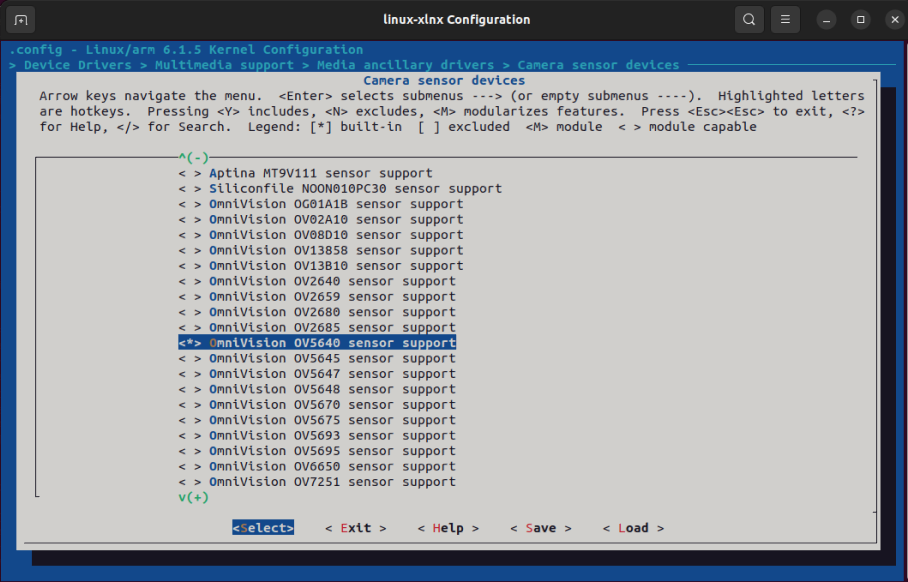 linux-xlnx Configuration
.config - Linux/arm 6.1.5 Kernel Configuration
> Device Drivers > Multimedia support > Media ancillary drivers > Camera sensor devices
Camera sensor devices
Arrow keys navigate the menu.  <Enter> selects submenus ---> (or empty submenus ----).  Highlighted letters
are hotkeys.  Pressing <Y> includes, <N> excludes, <M> modularizes features.  Press <Esc><Esc> to exit, <?>
for Help, </> for Search.  Legend: [*] built-in  [ ] excluded  <M> module  < > module capable
^(-)
< > Aptina MT9V111 sensor support
< > Siliconfile NOON010PC30 sensor support
< > OmniVision OG01A1B sensor support
< > OmniVision OV02A10 sensor support
< > OmniVision OV08D10 sensor support
< > OmniVision OV13858 sensor support
< > OmniVision OV13B10 sensor support
< > OmniVision OV2640 sensor support
< > OmniVision OV2659 sensor support
< > OmniVision OV2680 sensor support
< > OmniVision OV2685 sensor support
<*> OmniVision OV5640 sensor support
< > OmniVision OV5645 sensor support
< > OmniVision OV5647 sensor support
< > OmniVision OV5648 sensor support
< > OmniVision OV5670 sensor support
< > OmniVision OV5675 sensor support
< > OmniVision OV5693 sensor support
< > OmniVision OV5695 sensor support
< > OmniVision OV6650 sensor support
< > OmniVision OV7251 sensor support
v(+)
<Select>    < Exit >    < Help >    < Save >    < Load >